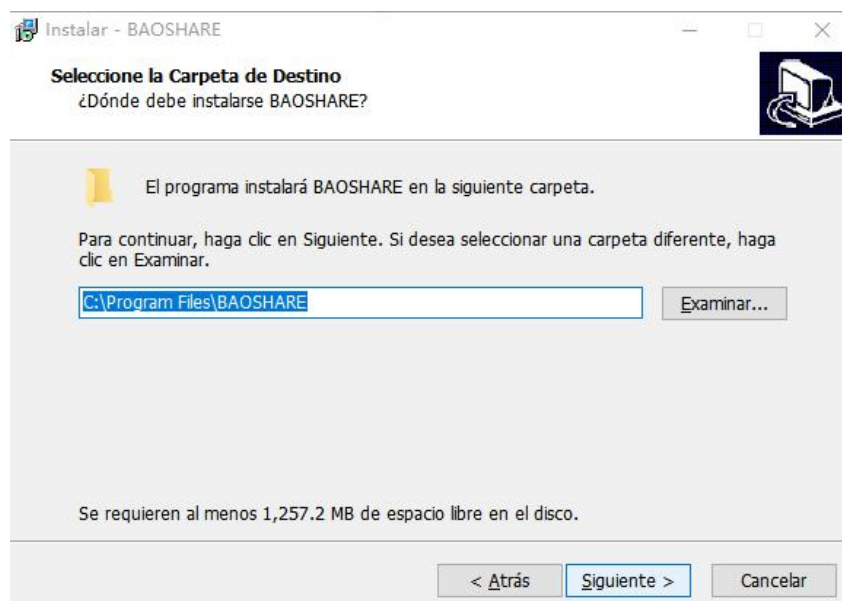 Instalar - BAOSHARE
Seleccione la Carpeta de Destino
¿Dónde debe instalarse BAOSHARE?
El programa instalará BAOSHARE en la siguiente carpeta.
Para continuar, haga clic en Siguiente. Si desea seleccionar una carpeta diferente, haga
clic en Examinar.
C:\Program Files\BAOSHARE
Examinar...
Se requieren al menos 1,257.2 MB de espacio libre en el disco.
< Atrás
Siguiente >
Cancelar